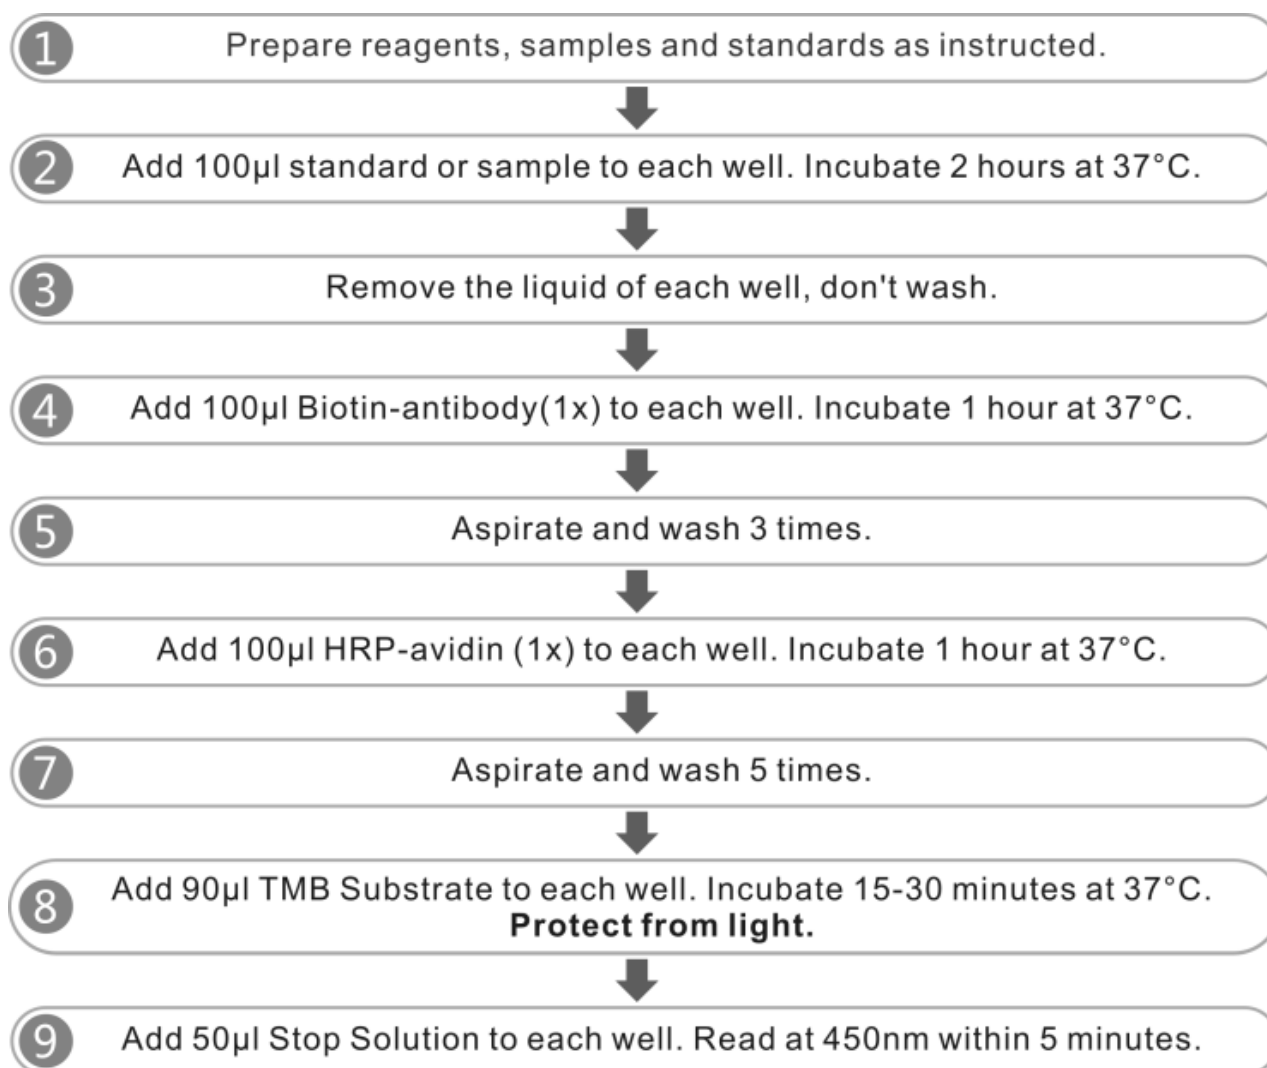 1 Prepare reagents, samples and standards as instructed.
2 Add 100µl standard or sample to each well. Incubate 2 hours at 37°C.
3 Remove the liquid of each well, don't wash.
4 Add 100µl Biotin-antibody(1x) to each well. Incubate 1 hour at 37°C.
5 Aspirate and wash 3 times.
6 Add 100µl HRP-avidin (1x) to each well. Incubate 1 hour at 37°C.
7 Aspirate and wash 5 times.
8 Add 90µl TMB Substrate to each well. Incubate 15-30 minutes at 37°C.
Protect from light.
9 Add 50µl Stop Solution to each well. Read at 450nm within 5 minutes.